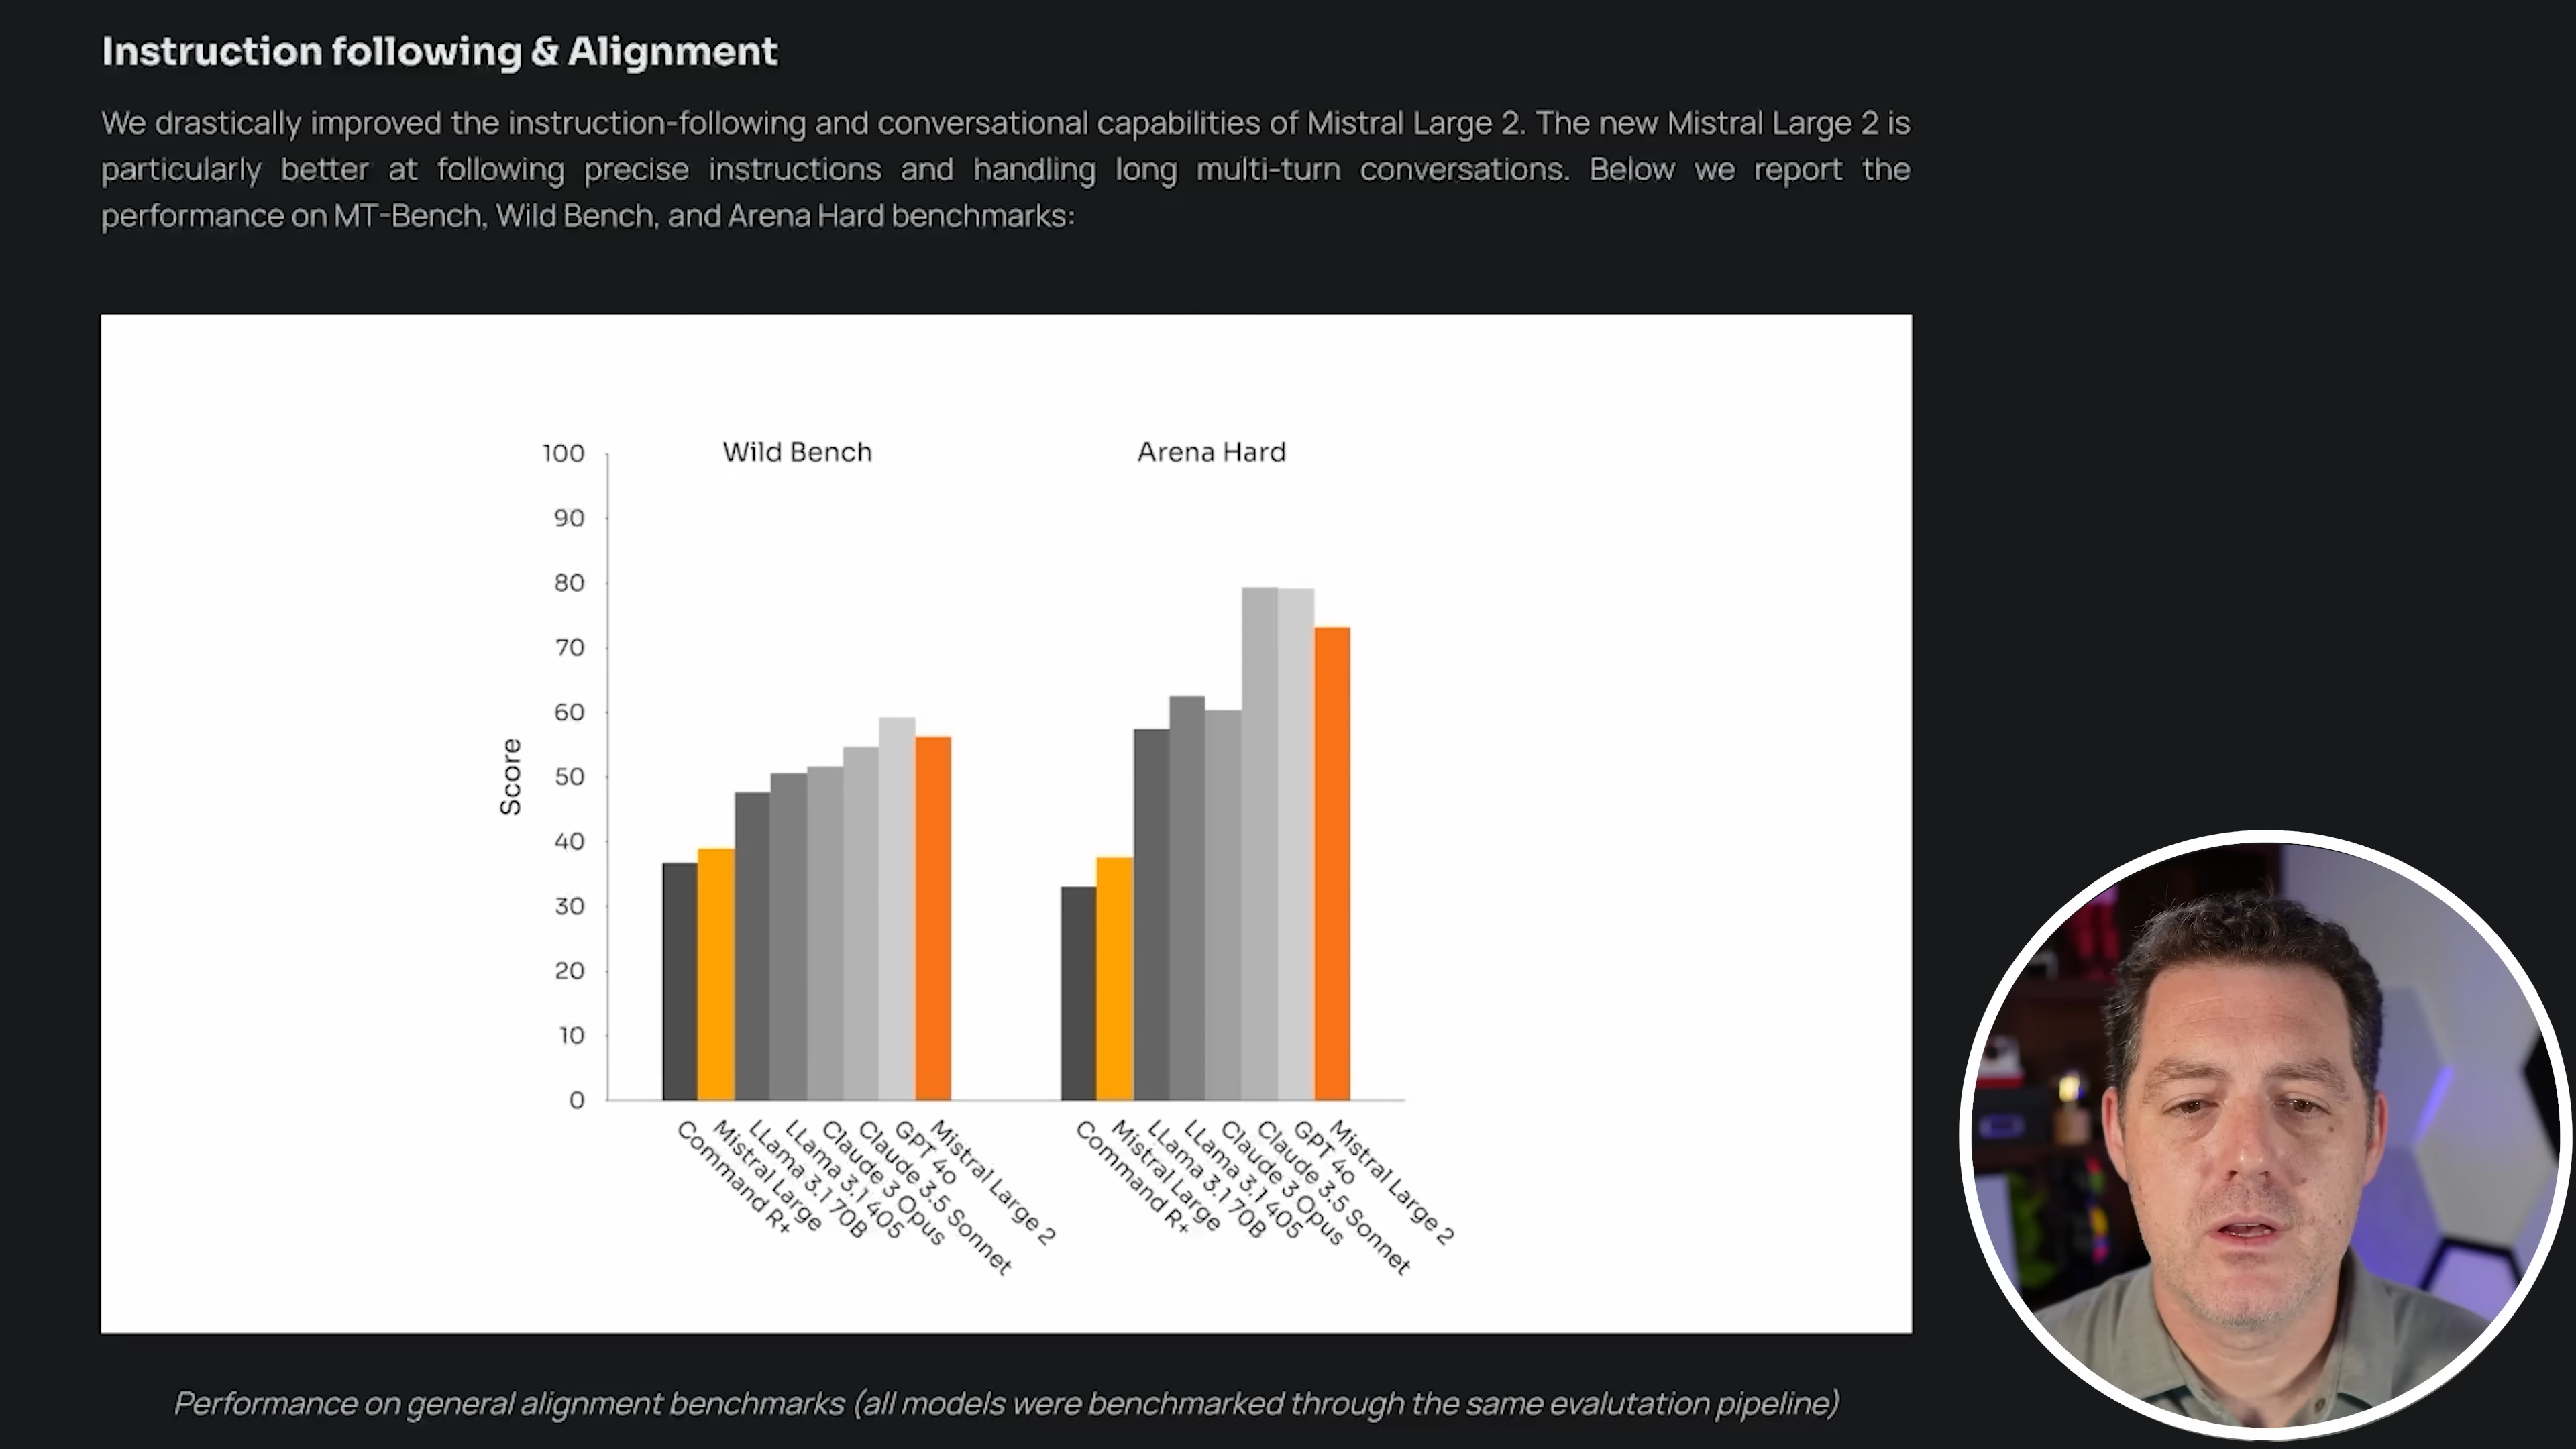 Instruction following & Alignment
We drastically improved the instruction-following and conversational capabilities of Mistral Large 2. The new Mistral Large 2 is
particularly better at following precise instructions and handling long multi-turn conversations. Below we report the
performance on MT-Bench, Wild Bench, and Arena Hard benchmarks:
Wild Bench
Arena Hard
100
90
80
70
60
50
40
30
20
10
0
Score
Command R+
Mistral Large
LLama 3.1 70B
LLama 3.1 405
Claude 3 Opus
Claude 3.5 Sonnet
GPT 4o
Mistral Large 2
Command R+
Mistral Large
LLama 3.1 70B
LLama 3.1 405
Claude 3 Opus
Claude 3.5 Sonnet
GPT 4o
Mistral Large 2
Performance on general alignment benchmarks (all models were benchmarked through the same evalutation pipeline)